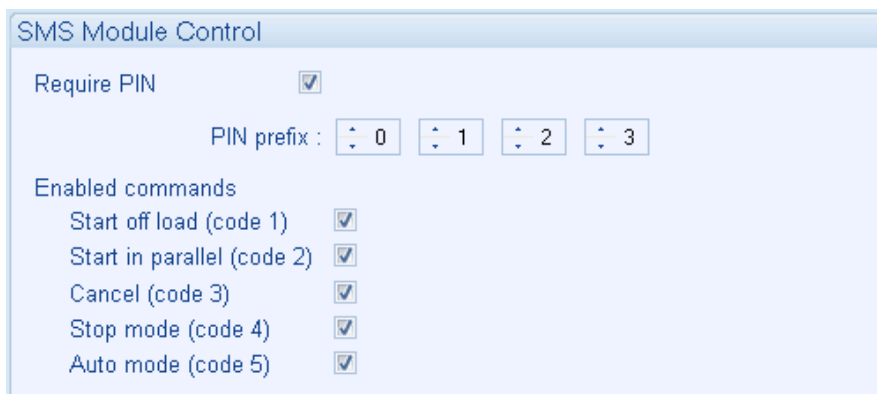 SMS Module Control
Require PIN
PIN prefix : 0 1 2 3
Enabled commands
Start off load (code 1)
Start in parallel (code 2)
Cancel (code 3)
Stop mode (code 4)
Auto mode (code 5)